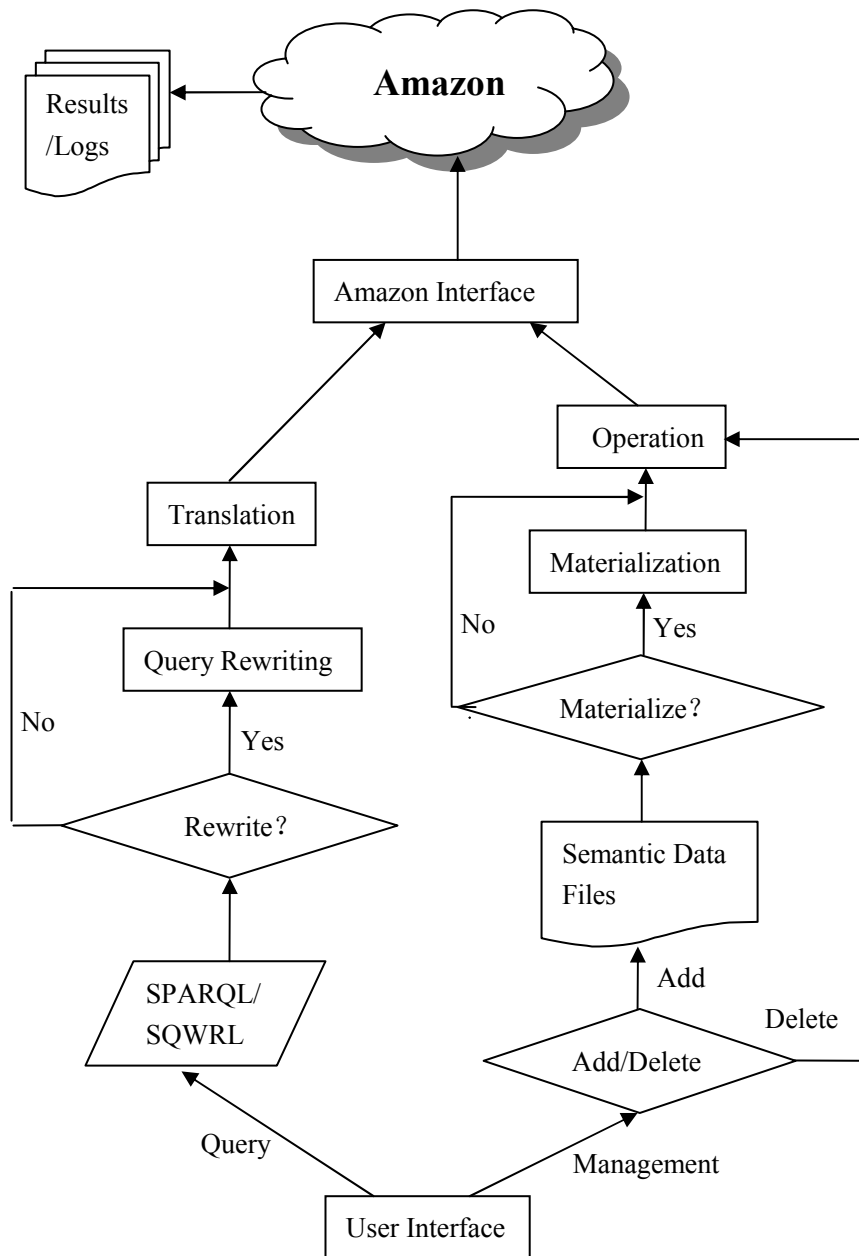 Amazon
Results
/Logs
Amazon Interface
Operation
Translation
Materialization
No
Yes
Query Rewriting
Materialize?
No
Yes
Rewrite?
Semantic Data
Files
SPARQL/
SQWRL
Add
Delete
Add/Delete
Query
Management
User Interface